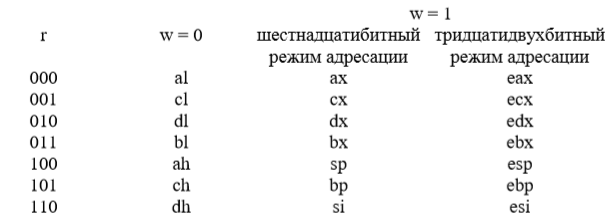 w = 1
r w = 0 шестнадцатибитный тридцатидвухбитный
режим адресации режим адресации
000 al ax eax
001 cl cx ecx
010 dl dx edx
011 bl bx ebx
100 ah sp esp
101 ch bp ebp
110 dh si esi